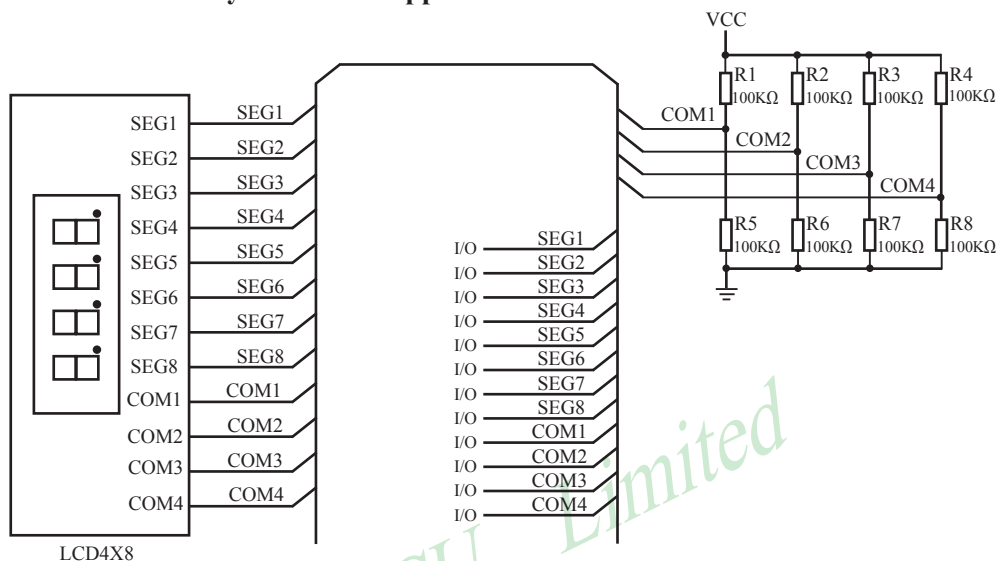 VCC
R1
100KΩ
R2
100KΩ
R3
100KΩ
R4
100KΩ
COM1
COM2
COM3
COM4
R5
100KΩ
R6
100KΩ
R7
100KΩ
R8
100KΩ
SEG1 SEG1
SEG2 SEG2
SEG3 SEG3
SEG4 SEG4
SEG5 SEG5
SEG6 SEG6
SEG7 SEG7
SEG8 SEG8
COM1 COM1
COM2 COM2
COM3 COM3
COM4 COM4
LCD4X8
I/O SEG1
I/O SEG2
I/O SEG3
I/O SEG4
I/O SEG5
I/O SEG6
I/O SEG7
I/O SEG8
I/O COM1
I/O COM2
I/O COM3
I/O COM4
Limited